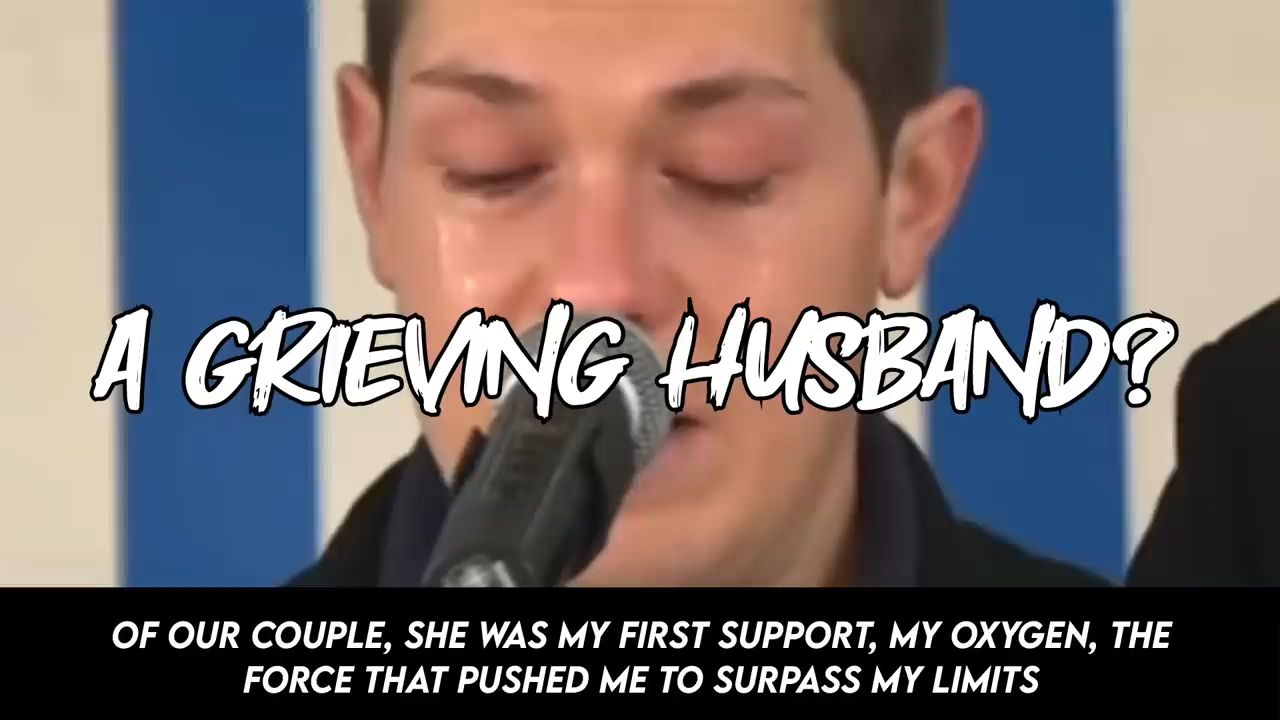 A GRIEVING HUSBAND?
OF OUR COUPLE, SHE WAS MY FIRST SUPPORT, MY OXYGEN, THE
FORCE THAT PUSHED ME TO SURPASS MY LIMITS